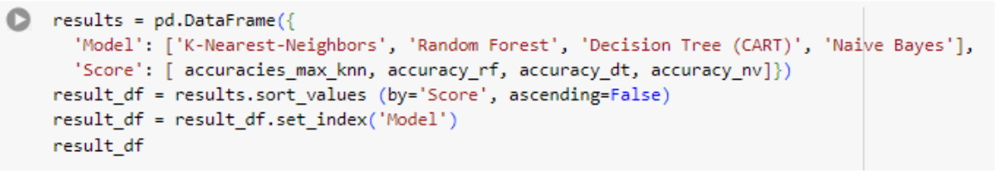 results = pd.DataFrame({
'Model': ['K-Nearest-Neighbors', 'Random Forest', 'Decision Tree (CART)', 'Naive Bayes'],
'Score': [ accuracies_max_knn, accuracy_rf, accuracy_dt, accuracy_nv]})
result_df = results.sort_values (by='Score', ascending=False)
result_df = result_df.set_index('Model')
result_df